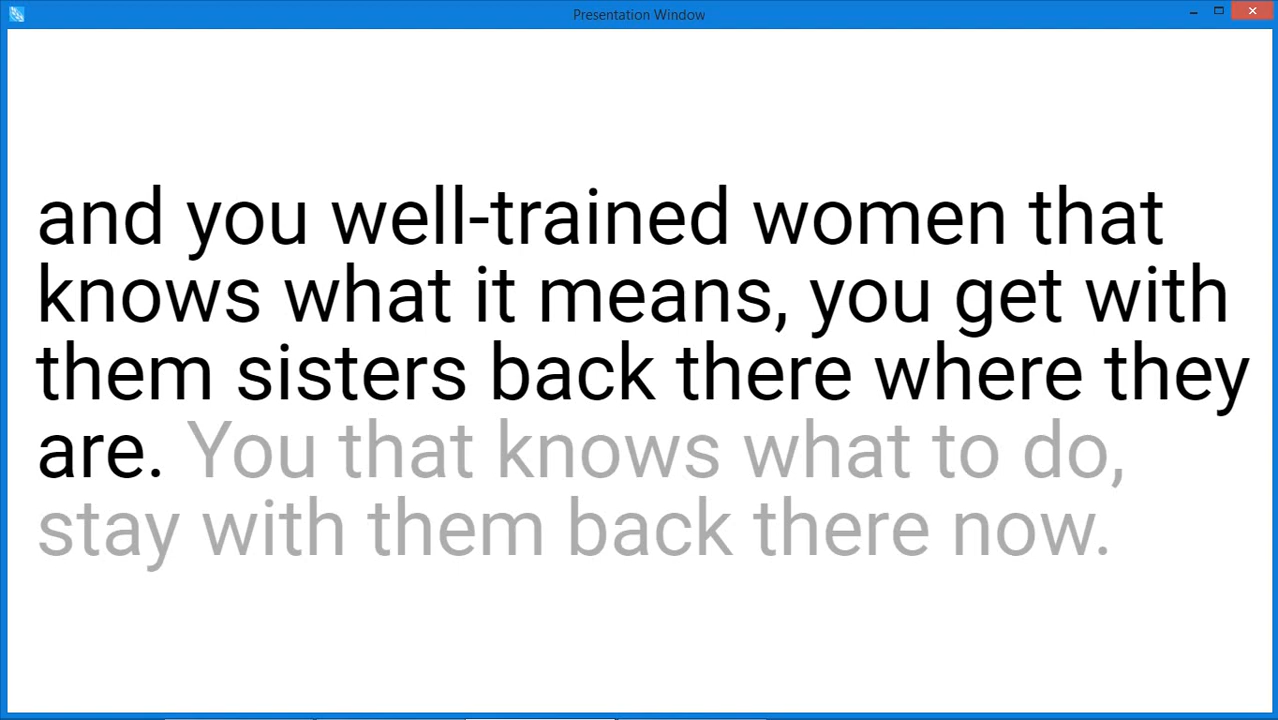 Presentation Window
and you well-trained women that
knows what it means, you get with
them sisters back there where they
are. You that knows what to do,
stay with them back there now.